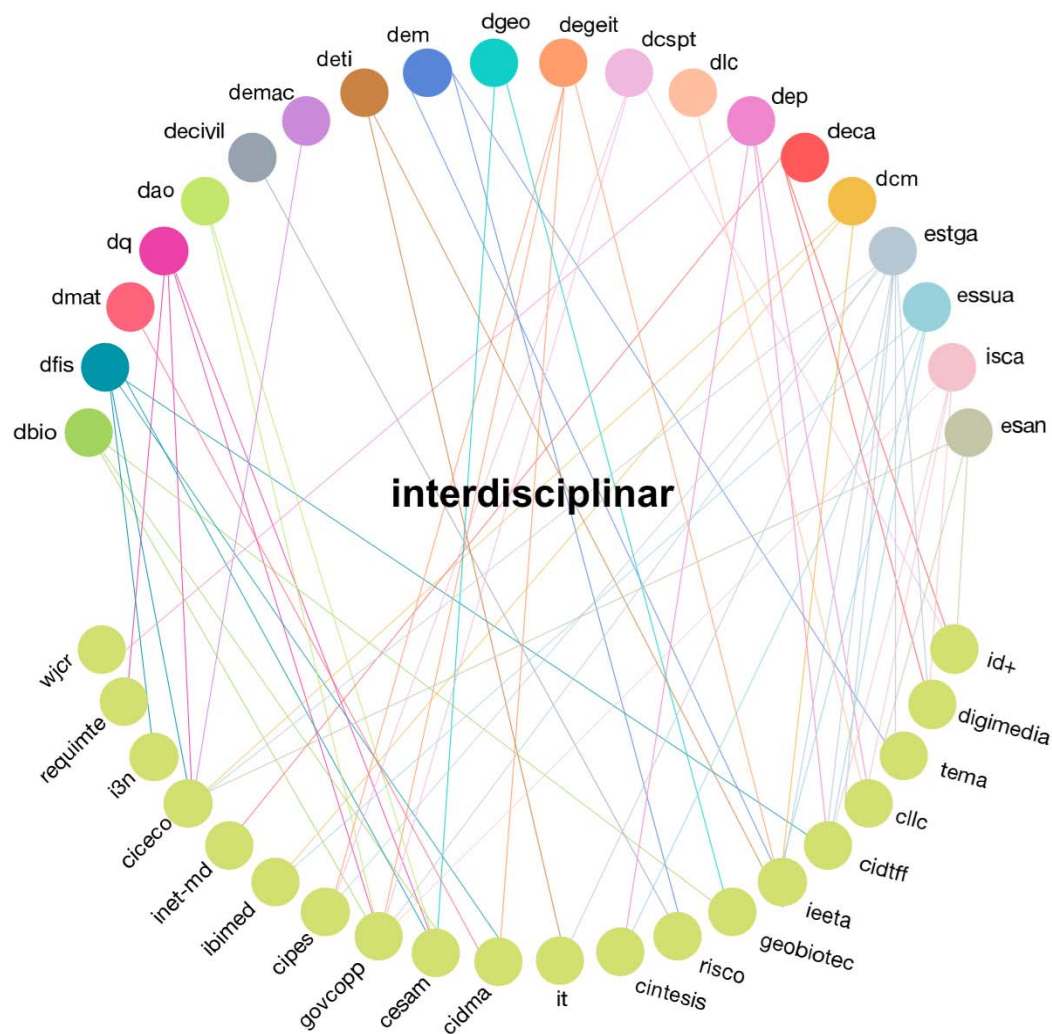 dgeo
degeit
dem
dcspt
deti
dlc
demac
dep
decivil
deca
dao
dcm
dq
estga
dmat
essua
dfis
isca
dbio
esan
interdisciplinar
wjcr
id+
requimte
digimedia
i3n
tema
ciceco
cllc
inet-md
cidtff
ibimed
ieeta
cipes
geobiotec
govcopp
risco
cesam
cintesis
cidma
it